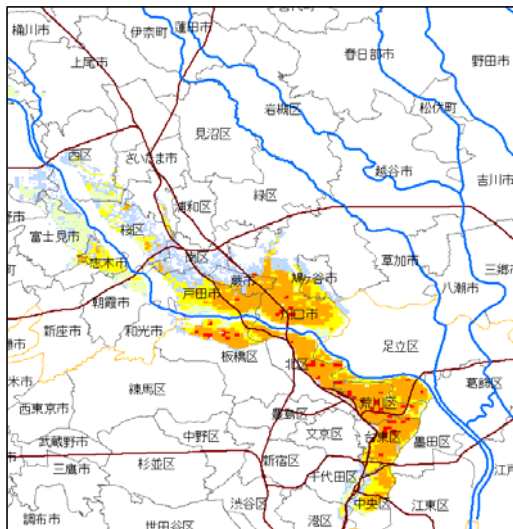 桶川市
伊奈町
蓮田市
春日部市
野田市
上尾市
岩槻区
松伏町
西区
さいたま市
見沼区
越谷市
吉川市
緑区
浦和区
桜区
富士見市
南区
草加市
三郷市
志木市
蕨市
鳩ヶ谷市
八潮市
戸田市
朝霞市
川口市
新座市
和光市
足立区
板橋区
北区
葛飾区
練馬区
荒川区
西東京市
豊島区
文京区
台東区
墨田区
武蔵野市
中野区
三鷹市
杉並区
新宿区
千代田区
渋谷区
中央区
江東区
調布市
世田谷区
港区